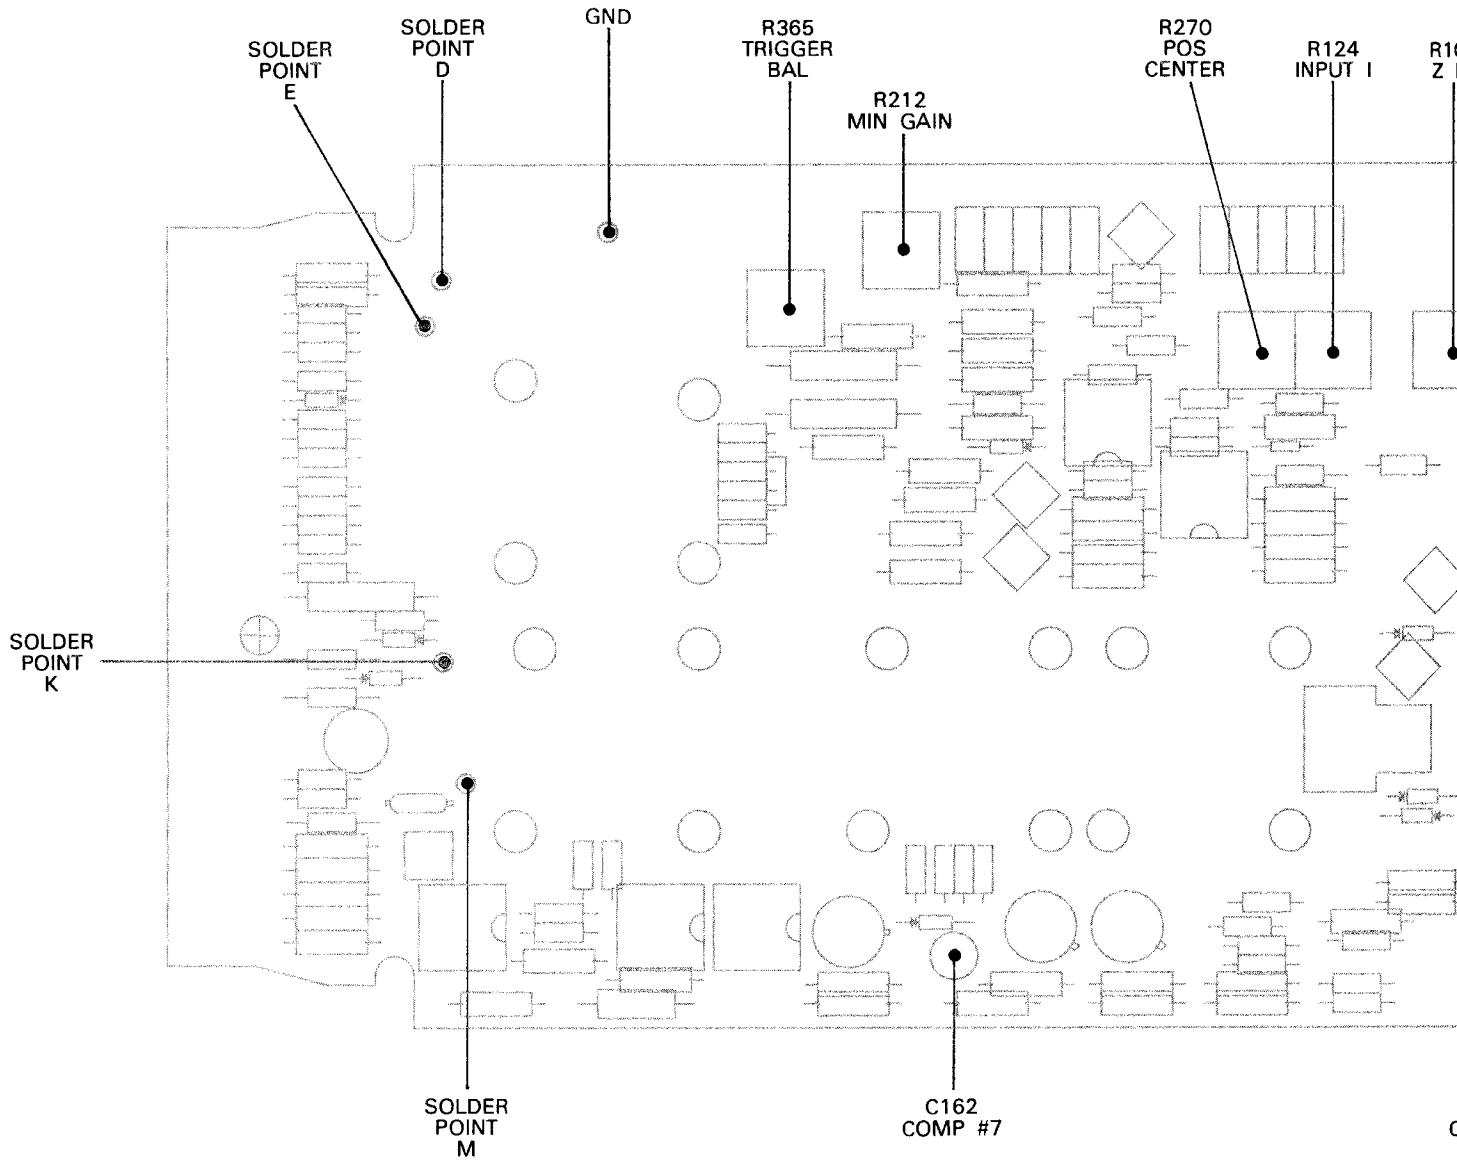 GND
SOLDER
POINT
D
R365
TRIGGER
BAL
R270
POS
CENTER
SOLDER
POINT
E
R124
INPUT I
Z
R212
MIN GAIN
SOLDER
POINT
K
SOLDER
POINT
M
C162
COMP #7